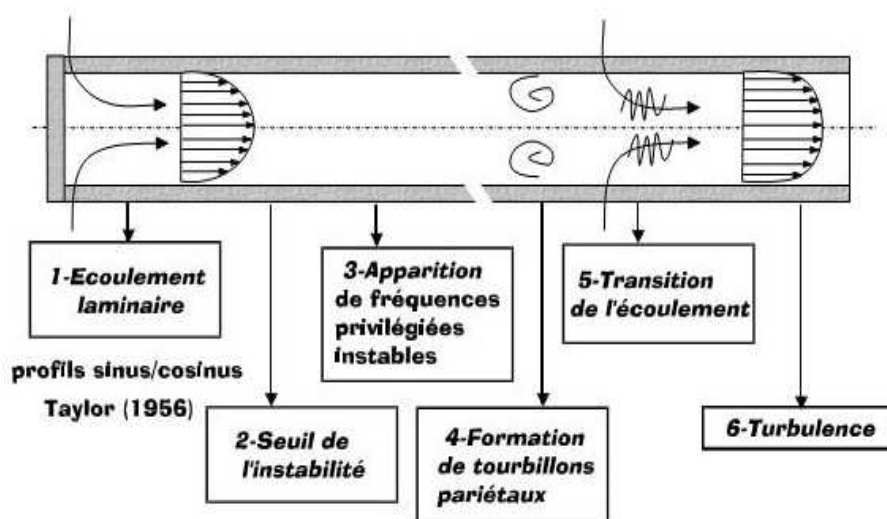 1-Ecoulement
laminaire
profils sinus/cosinus
Taylor (1956)
2-Seuil de
l'instabilité
3-Apparition
de fréquences
privilégiées
instables
4-Formation
de tourbillons
pariétaux
5-Transition
de l'écoulement
6-Turbulence